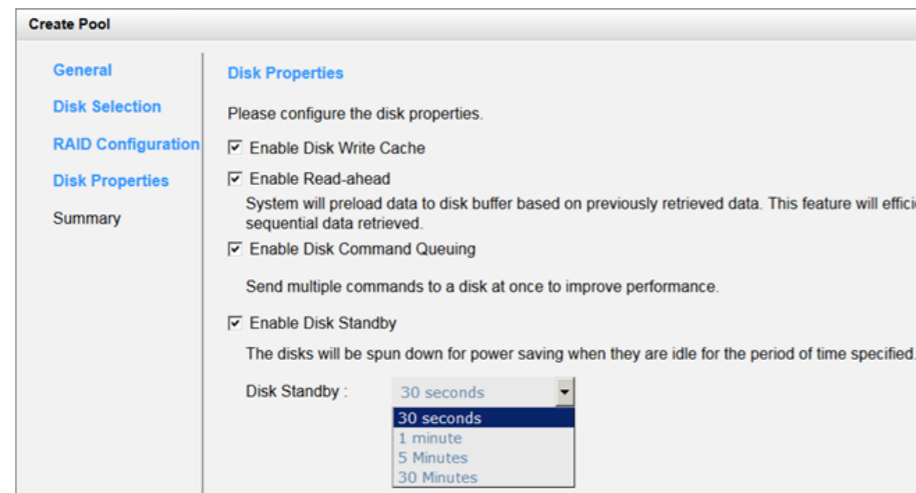 Create Pool
General
Disk Selection
RAID Configuration
Disk Properties
Summary
Disk Properties
Please configure the disk properties.
Enable Disk Write Cache
Enable Read-ahead
System will preload data to disk buffer based on previously retrieved data. This feature will
sequential data retrieved.
Enable Disk Command Queuing
Send multiple commands to a disk at once to improve performance.
Enable Disk Standby
The disks will be spun down for power saving when they are idle for the period of time specified.
Disk Standby :
30 seconds
30 seconds
1 minute
5 Minutes
30 Minutes